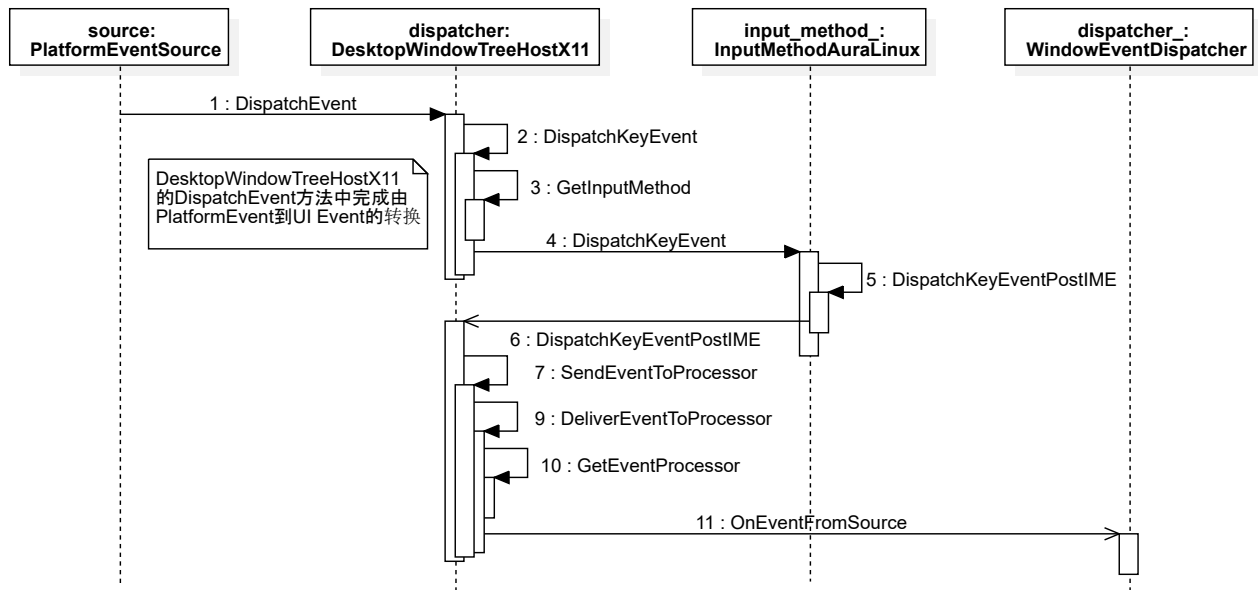 source:
PlatformEventSource
dispatcher:
DesktopWindowTreeHostX11
input_method_:
InputMethodAuraLinux
dispatcher_:
WindowEventDispatcher
1 : DispatchEvent
2 : DispatchKeyEvent
DesktopWindowTreeHostX11
的DispatchEvent方法中完成由
PlatformEvent到UI Event的转换
3 : GetInputMethod
4 : DispatchKeyEvent
5 : DispatchKeyEventPostIME
6 : DispatchKeyEventPostIME
7 : SendEventToProcessor
9 : DeliverEventToProcessor
10 : GetEventProcessor
11 : OnEventFromSource